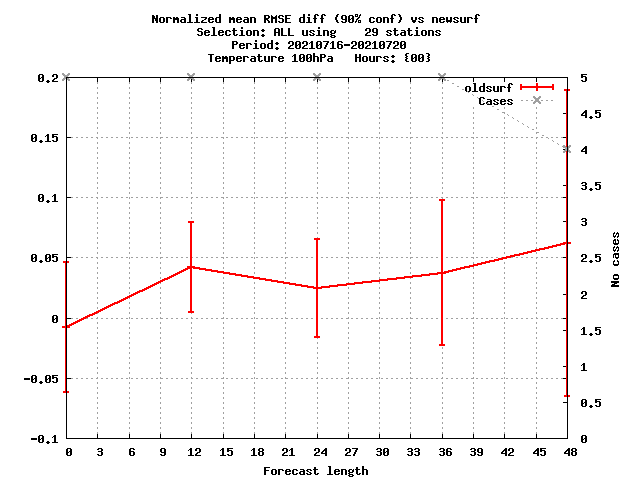 Normalized mean RMSE diff (90% conf) vs newsurf
Selection: ALL using    29 stations
Period: 20210716-20210720
Temperature 100hPa   Hours: {00}
oldsurf
Cases
0.2
0.15
0.1
0.05
0
-0.05
-0.1
5
4.5
4
3.5
3
2.5
2
1.5
1
0.5
0
No cases
0 3 6 9 12 15 18 21 24 27 30 33 36 39 42 45 48
Forecast length